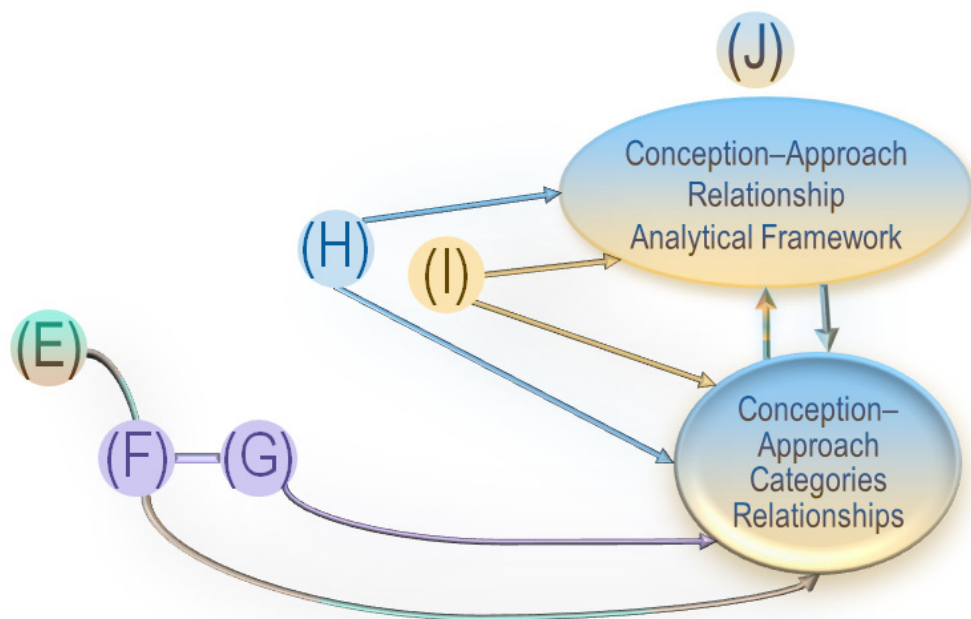 (J)
Conception–Approach
Relationship
Analytical Framework
(H)
(I)
(E)
(F)
(G)
Conception–
Approach
Categories
Relationships